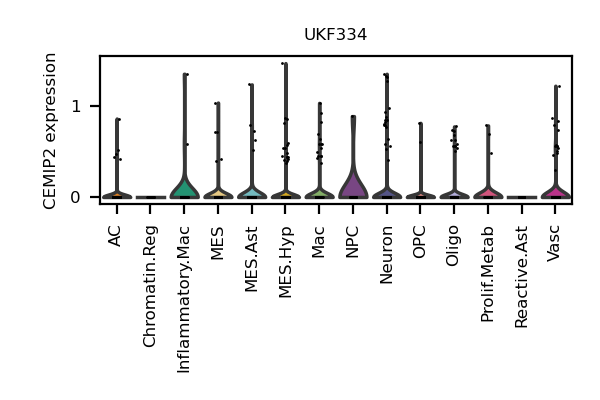 UKF334
CEMIP2 expression
1
0
AC
Chromatin.Reg
Inflammatory.Mac
MES
MES.Ast
MES.Hyp
Mac
NPC
Neuron
OPC
Oligo
Prolif.Metab
Reactive.Ast
Vasc